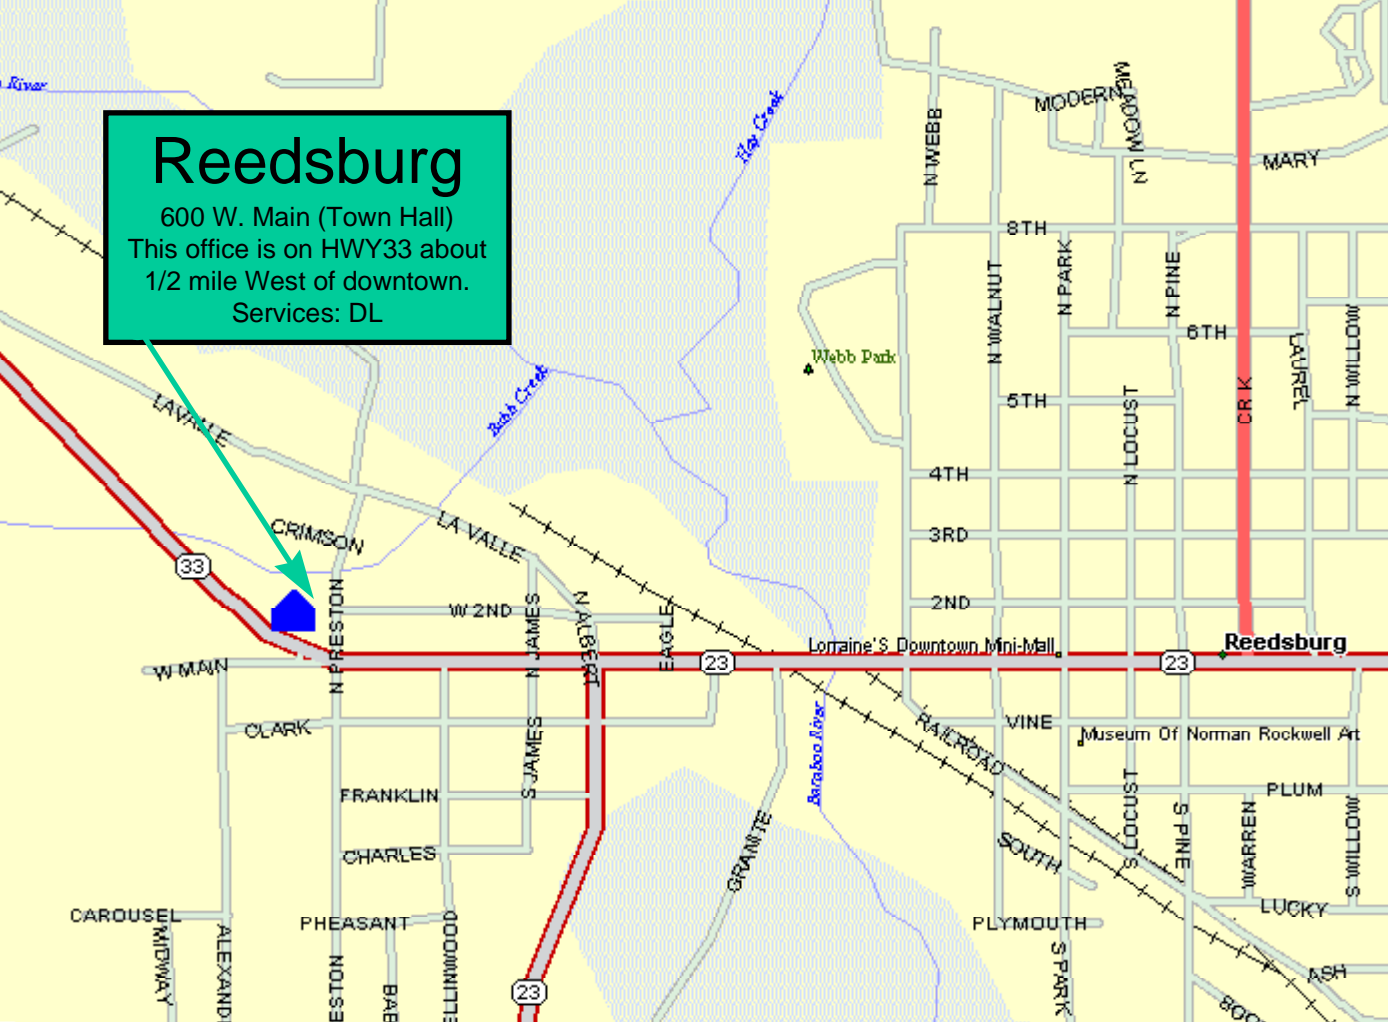 River
Reedsburg
600 W. Main (Town Hall)
This office is on HWY33 about
1/2 mile West of downtown.
Services: DL
Hay Creek
N WEBB
MODERN
MEADOW LN
MARY
8TH
N WALNUT
N PARK
N PINE
6TH
LAUREL
N WILLOW
Webb Park
Babb Creek
LAVALLE
5TH
N LOCUST
CR K
4TH
CRIMSON
LA VALLE
3RD
33
N PRESTON
W 2ND
N JAMES
N ALBERT
EAGLE
2ND
Lorraine'S Downtown Mini-Mall
Reedsburg
W MAIN
23
23
CLARK
S JAMES
Baraboo River
RAILROAD
VINE
Museum Of Norman Rockwell Art
FRANKLIN
PLUM
CHARLES
GRANITE
SOUTH
S LOCUST
S PINE
WARREN
S WILLOW
CAROUSEL
PHEASANT
PLYMOUTH
LUCKY
MIDWAY
ALEXAND
ESTON
BAB
S PARK
ASH
23